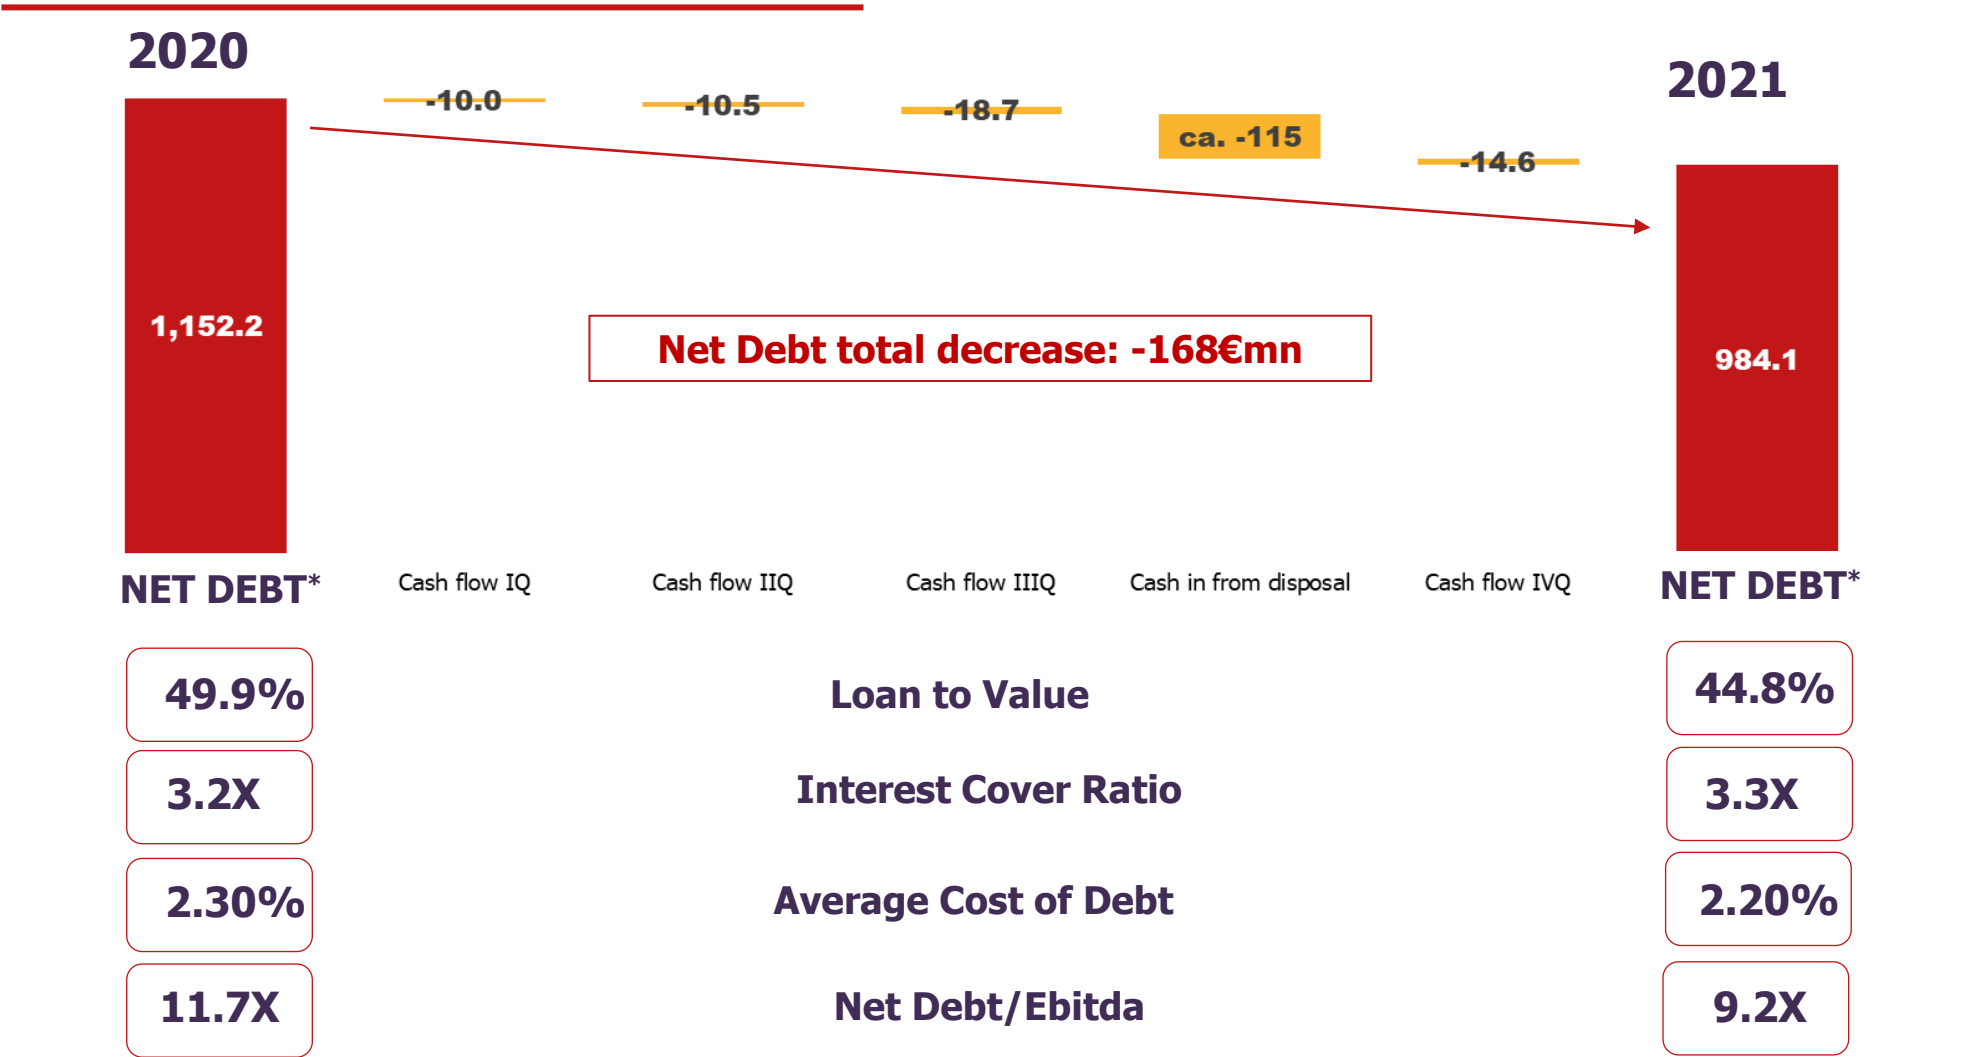 2020
2021
-10.0
-10.5
-18.7
ca. -115
-14.6
1,152.2
Net Debt total decrease: -168€mn
984.1
NET DEBT*
Cash flow IQ
Cash flow IIQ
Cash flow IIIQ
Cash in from disposal
Cash flow IVQ
NET DEBT*
49.9%
Loan to Value
44.8%
3.2X
Interest Cover Ratio
3.3X
2.30%
Average Cost of Debt
2.20%
11.7X
Net Debt/Ebitda
9.2X